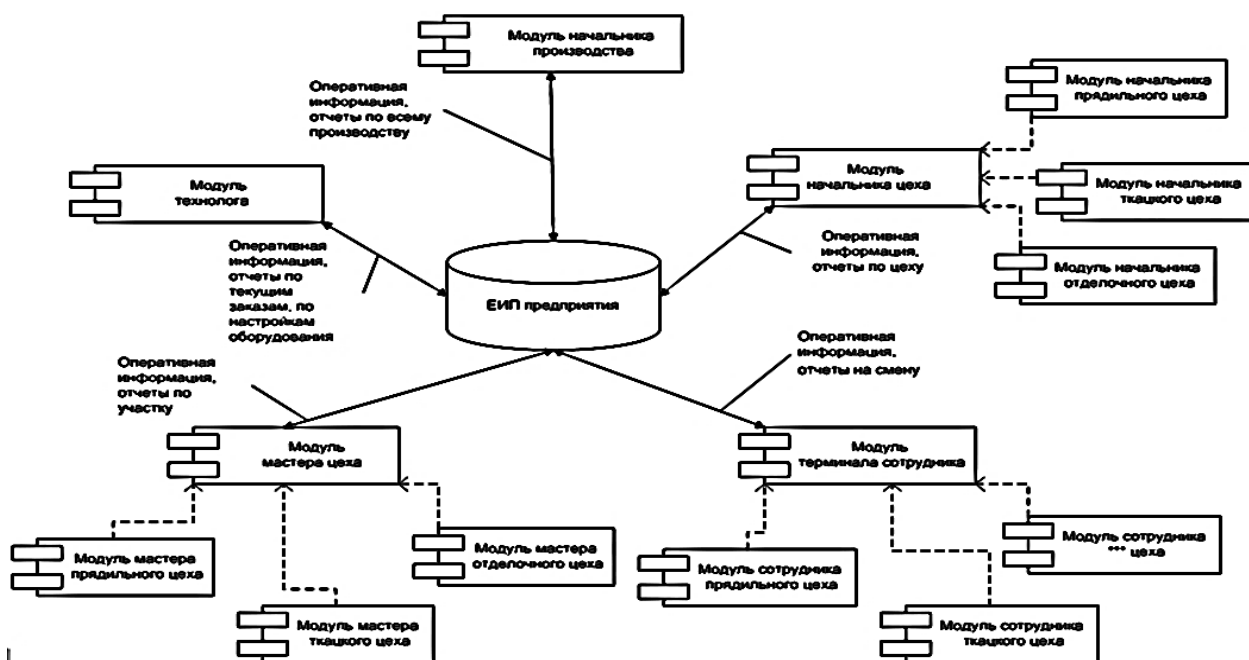 Модуль начальника
производства
Оперативная
информация,
отчеты по всему
производству
Модуль начальника
прядильного цеха
Модуль
начальника цеха
Модуль начальника
ткацкого цеха
Модуль начальника
отделочного цеха
Модуль
технолога
Оперативная
информация,
отчеты по
текущим
заказам, по
настройкам
оборудования
Оперативная
информация,
отчеты по цеху
ЕИП предприятия
Оперативная
информация,
отчеты по
участку
Оперативная
информация,
отчеты на смену
Модуль
мастера цеха
Модуль
терминала сотрудника
Модуль мастера
прядильного цеха
Модуль мастера
отделочного цеха
Модуль мастера
ткацкого цеха
Модуль сотрудника
прядильного цеха
Модуль сотрудника
*** цеха
Модуль сотрудника
ткацкого цеха